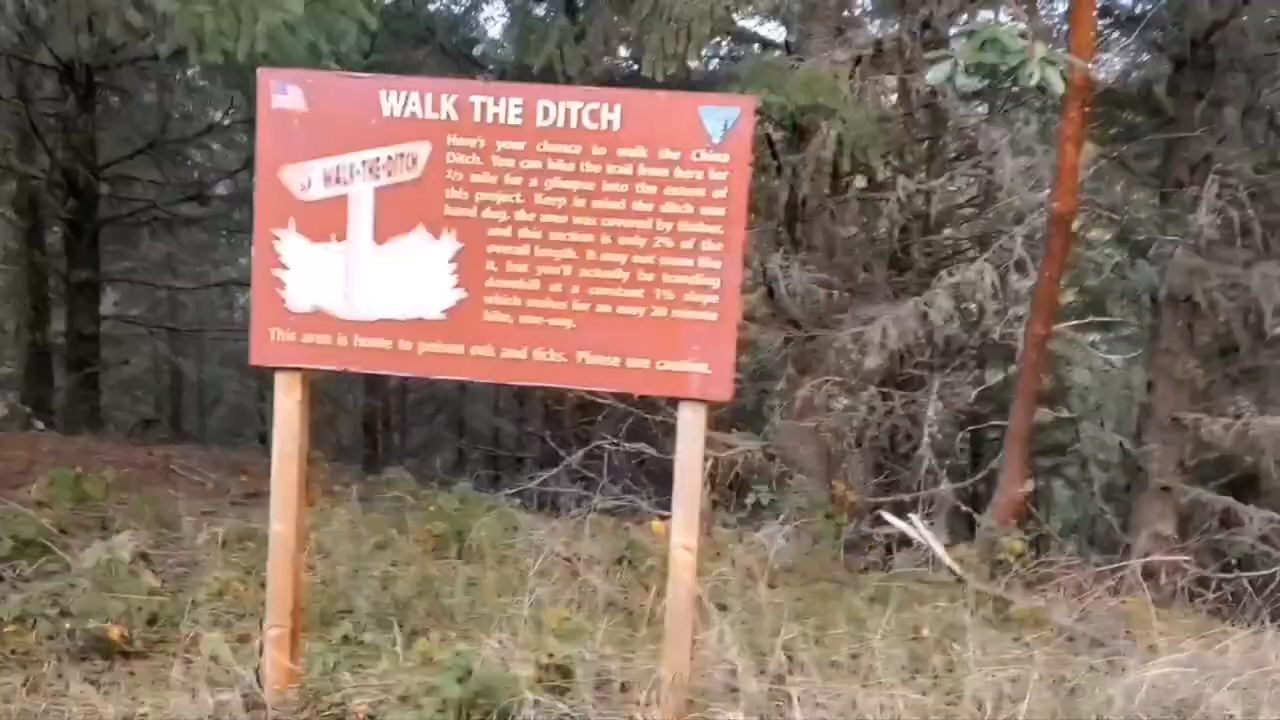 WALK THE DITCH
WALK-THE-DITCH
Here's your chance to walk the China
Ditch. You can hike the trail from here for
mile for a glimpse into the extent of
this project. Keep in mind the ditch was
hand dug, the area was covered by timber,
and this section is only 2% of the
overall length. It may not seem like
it, but you'll actually be traveling
downhill at a constant 1% slope
which makes for an easy 20 minute
hike, one-way.
This area is home to poison oak and ticks. Please use caution.